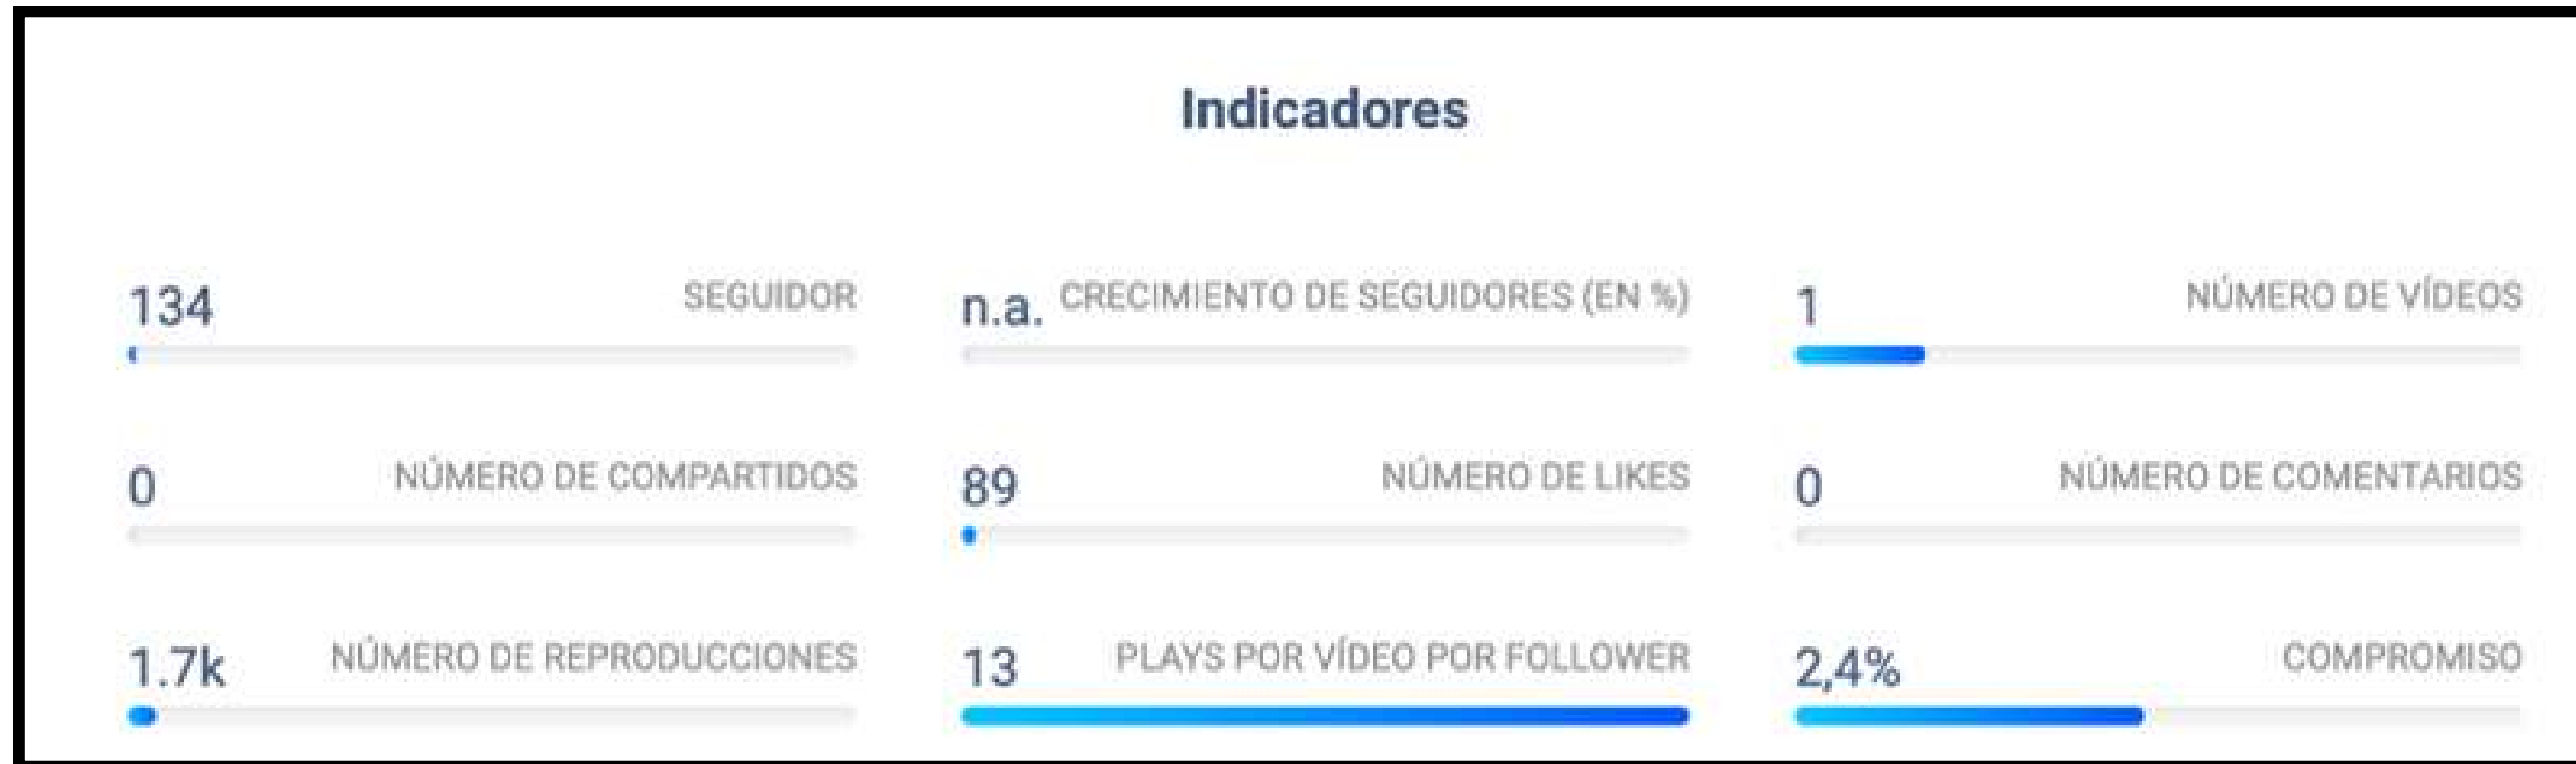 Indicadores
134 SEGUIDOR
n.a. CRECIMIENTO DE SEGUIDORES (EN %)
1 NÚMERO DE VÍDEOS
0 NÚMERO DE COMPARTIDOS
89 NÚMERO DE LIKES
0 NÚMERO DE COMENTARIOS
1.7k NÚMERO DE REPRODUCCIONES
13 PLAYS POR VÍDEO POR FOLLOWER
2,4% COMPROMISO